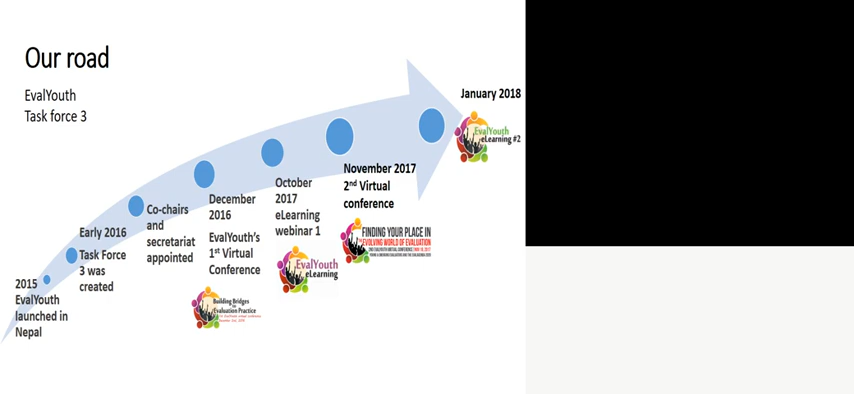 Our road
EvalYouth
Task force 3
2015
EvalYouth
launched in
Nepal
Early 2016
Task Force
3 was
created
Co-chairs
and
secretariat
appointed
December
2016
EvalYouth's
1st Virtual
Conference
Building Bridges
Evaluation Practice
October
2017
eLearning
webinar 1
EvalYouth
eLearning
November 2017
2nd Virtual
conference
FINDING YOUR PLACE IN
EVOLVING WORLD OF EVALUATION
January 2018
EvalYouth
eLearning #2